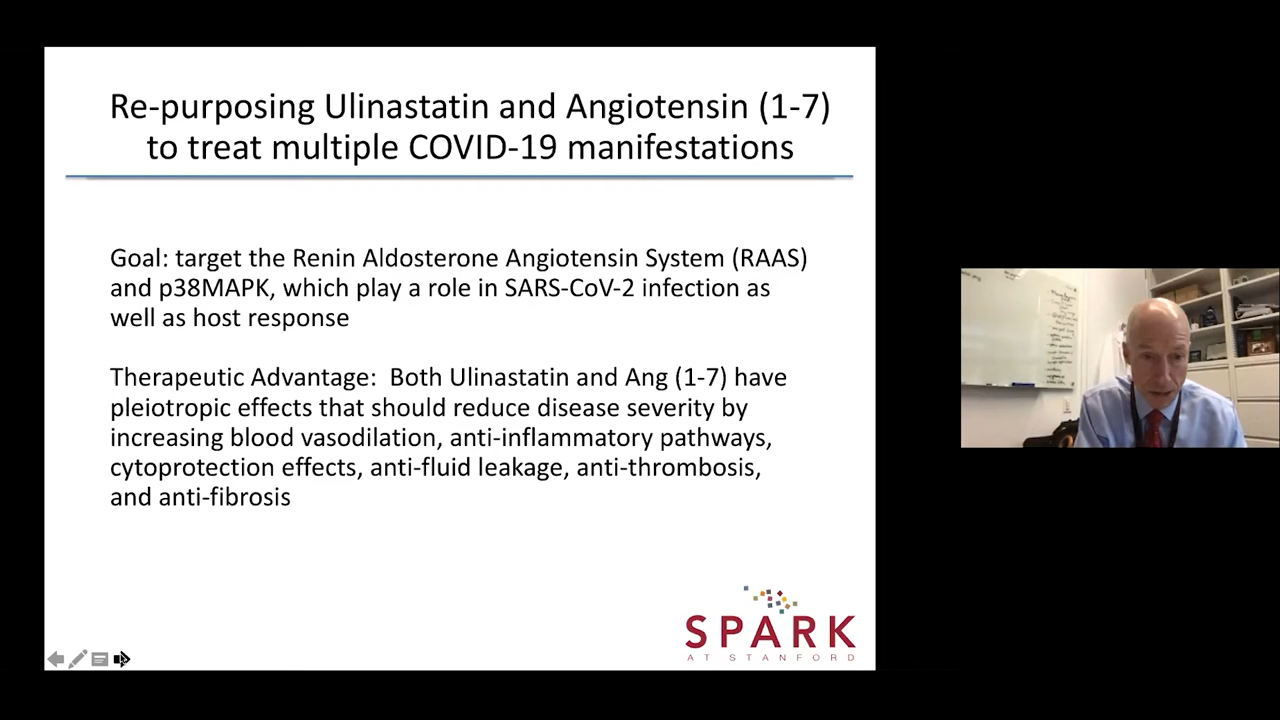 Re-purposing Ulinastatin and Angiotensin (1-7)
to treat multiple COVID-19 manifestations
Goal: target the Renin Aldosterone Angiotensin System (RAAS)
and p38MAPK, which play a role in SARS-CoV-2 infection as
well as host response
Therapeutic Advantage: Both Ulinastatin and Ang (1-7) have
pleiotropic effects that should reduce disease severity by
increasing blood vasodilation, anti-inflammatory pathways,
cytoprotection effects, anti-fluid leakage, anti-thrombosis,
and anti-fibrosis
SPARK
AT STANFORD